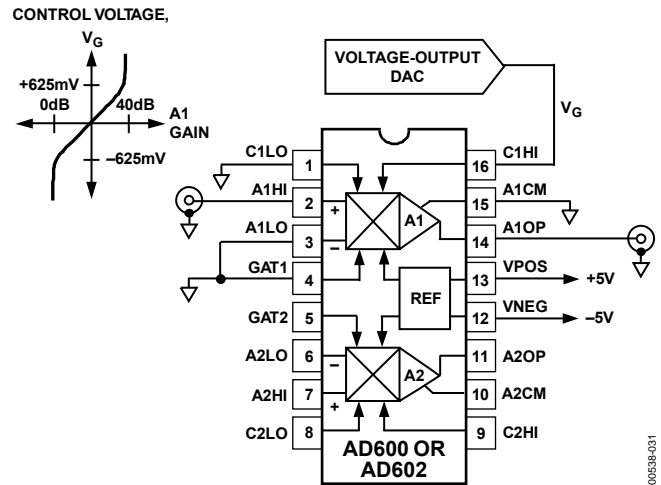 CONTROL VOLTAGE,
VG
+625mV
0dB
40dB
A1
GAIN
−625mV
VOLTAGE-OUTPUT
DAC
VG
C1LO
1
16
C1HI
A1HI
2
+
A1
15
A1CM
A1LO
3
−
14
A1OP
GAT1
4
REF
13
VPOS
+5V
GAT2
5
12
VNEG
−5V
A2LO
6
−
A2
11
A2OP
A2HI
7
+
10
A2CM
C2LO
8
9
C2HI
AD600 OR
AD602
00538-031